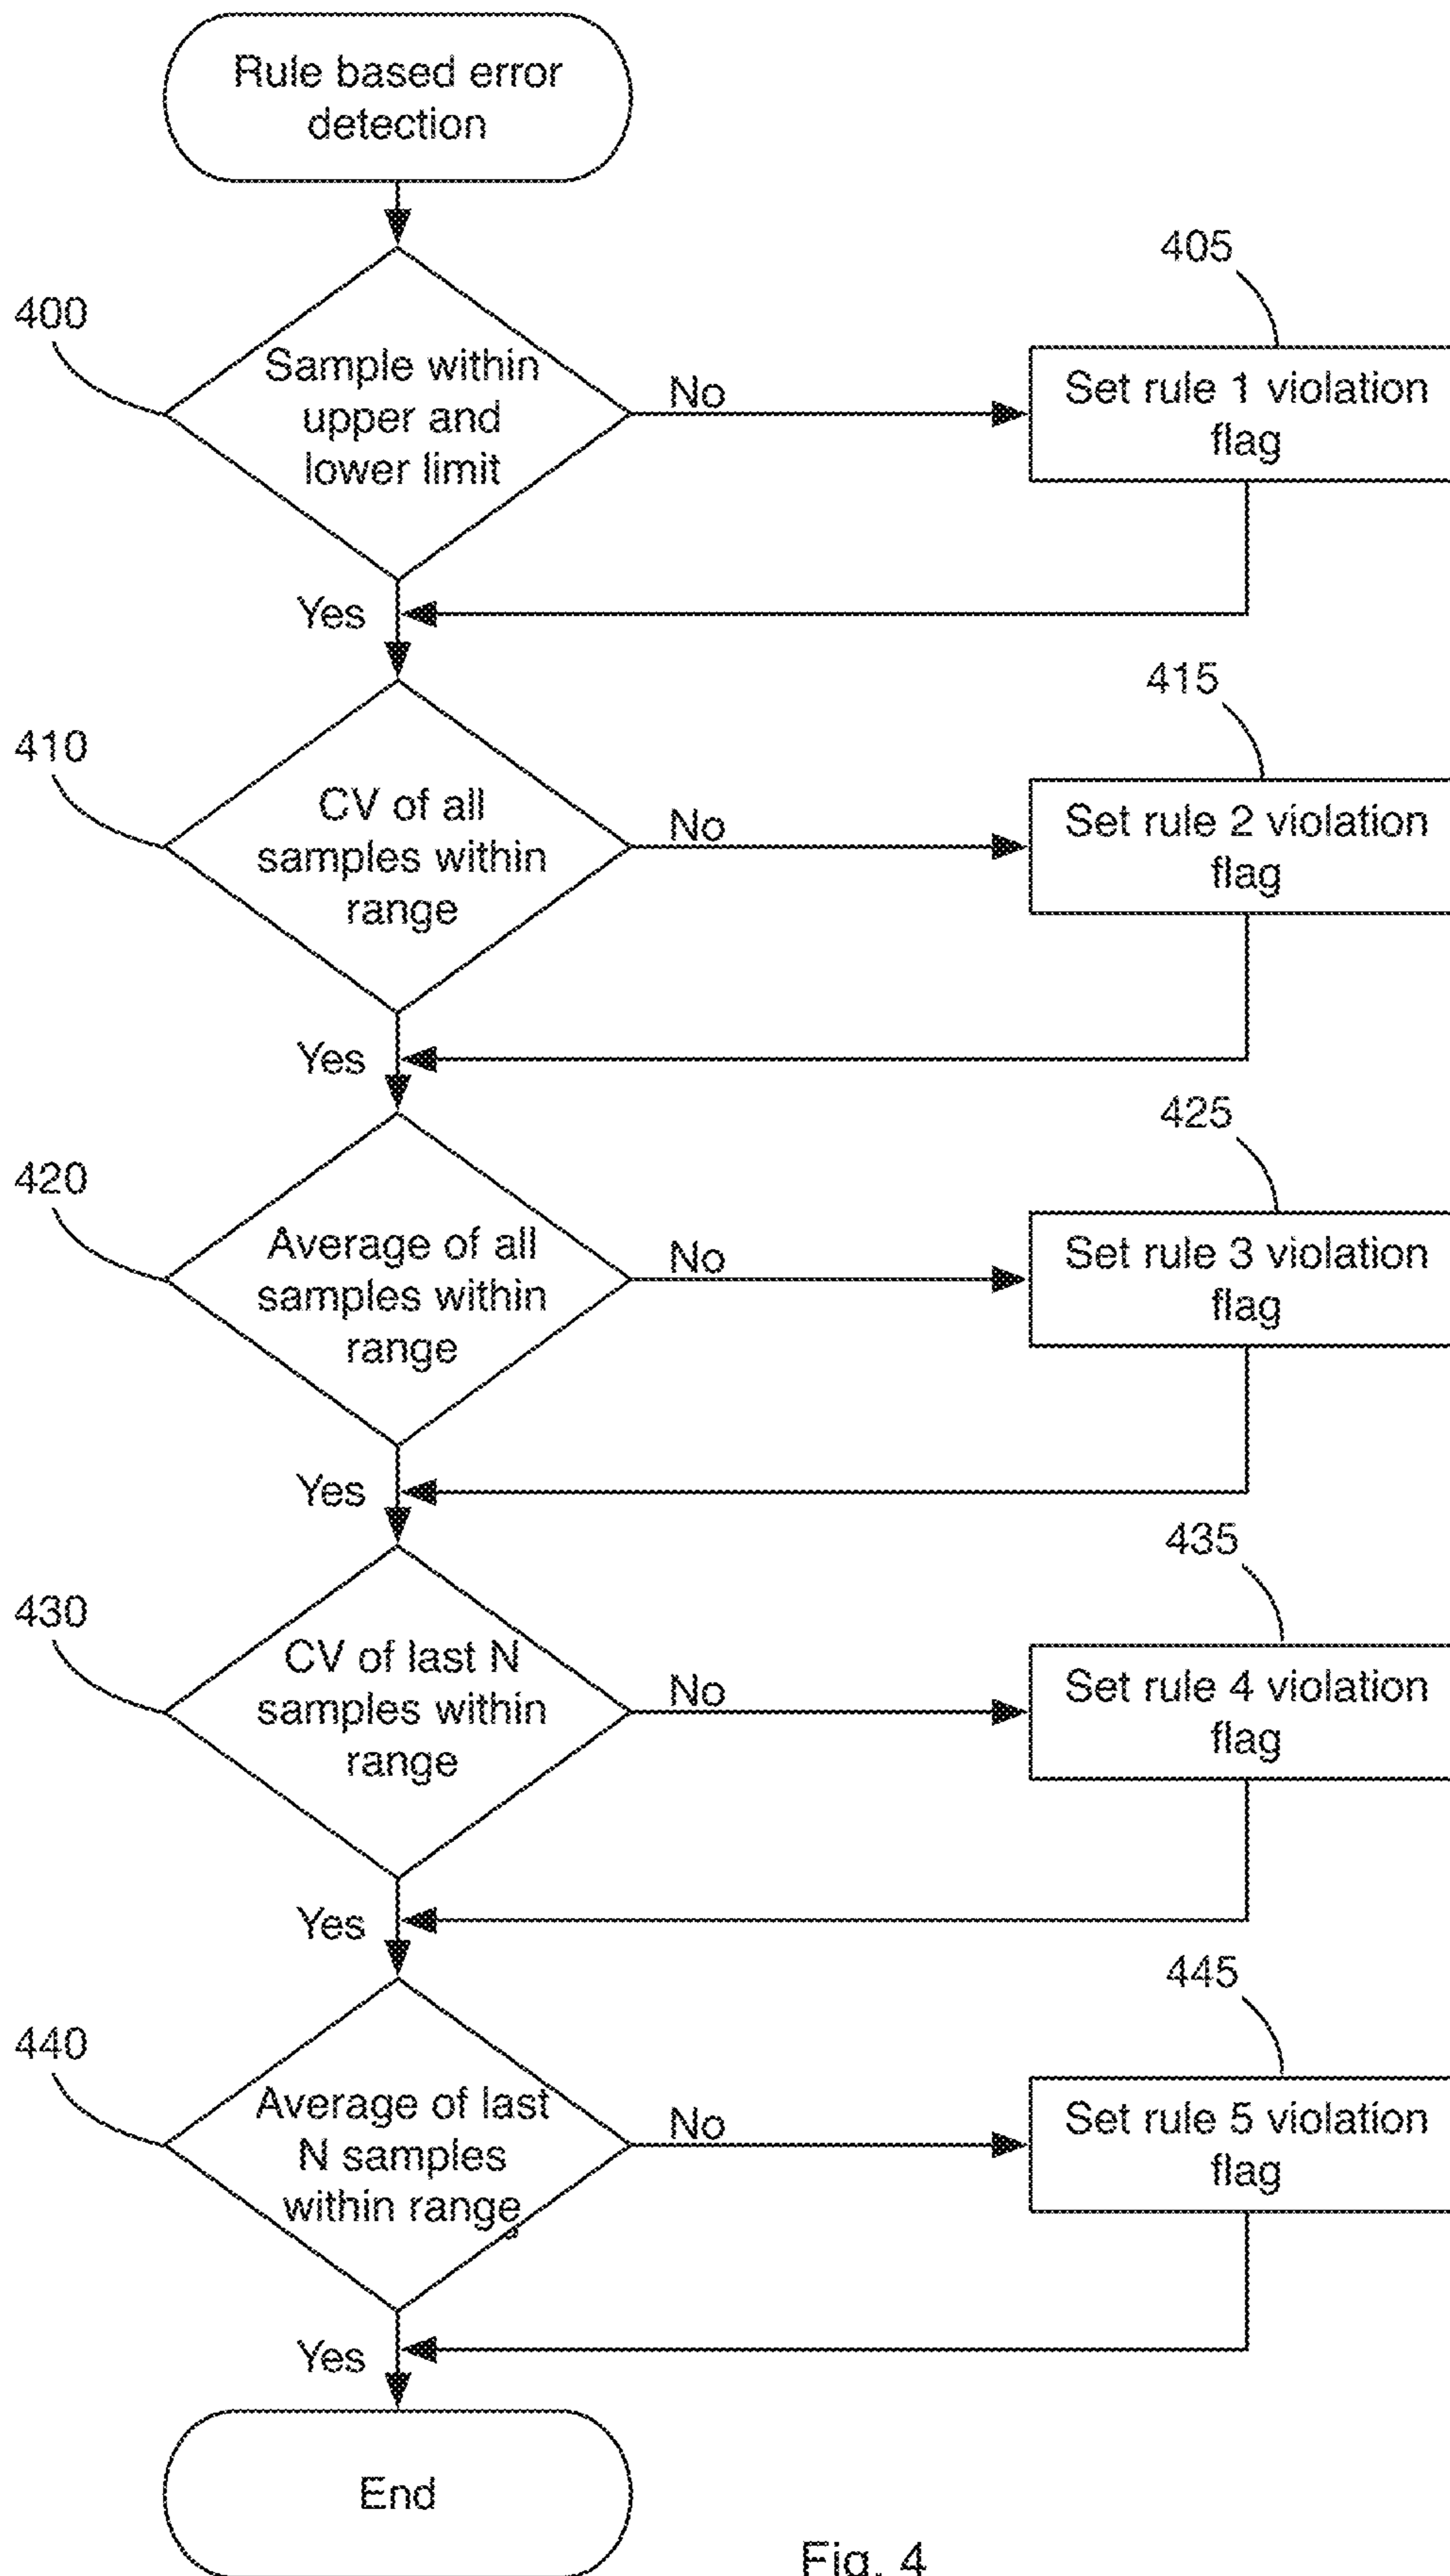 Rule based error
detection
405
400
Sample within
upper and
lower limit
No
Set rule 1 violation
flag
Yes
415
410
CV of all
samples within
range
No
Set rule 2 violation
flag
Yes
425
420
Average of all
samples within
range
No
Set rule 3 violation
flag
Yes
435
430
CV of last N
samples within
range
No
Set rule 4 violation
flag
Yes
445
440
Average of last
N samples
within range
No
Set rule 5 violation
flag
Yes
End
Fig. 4